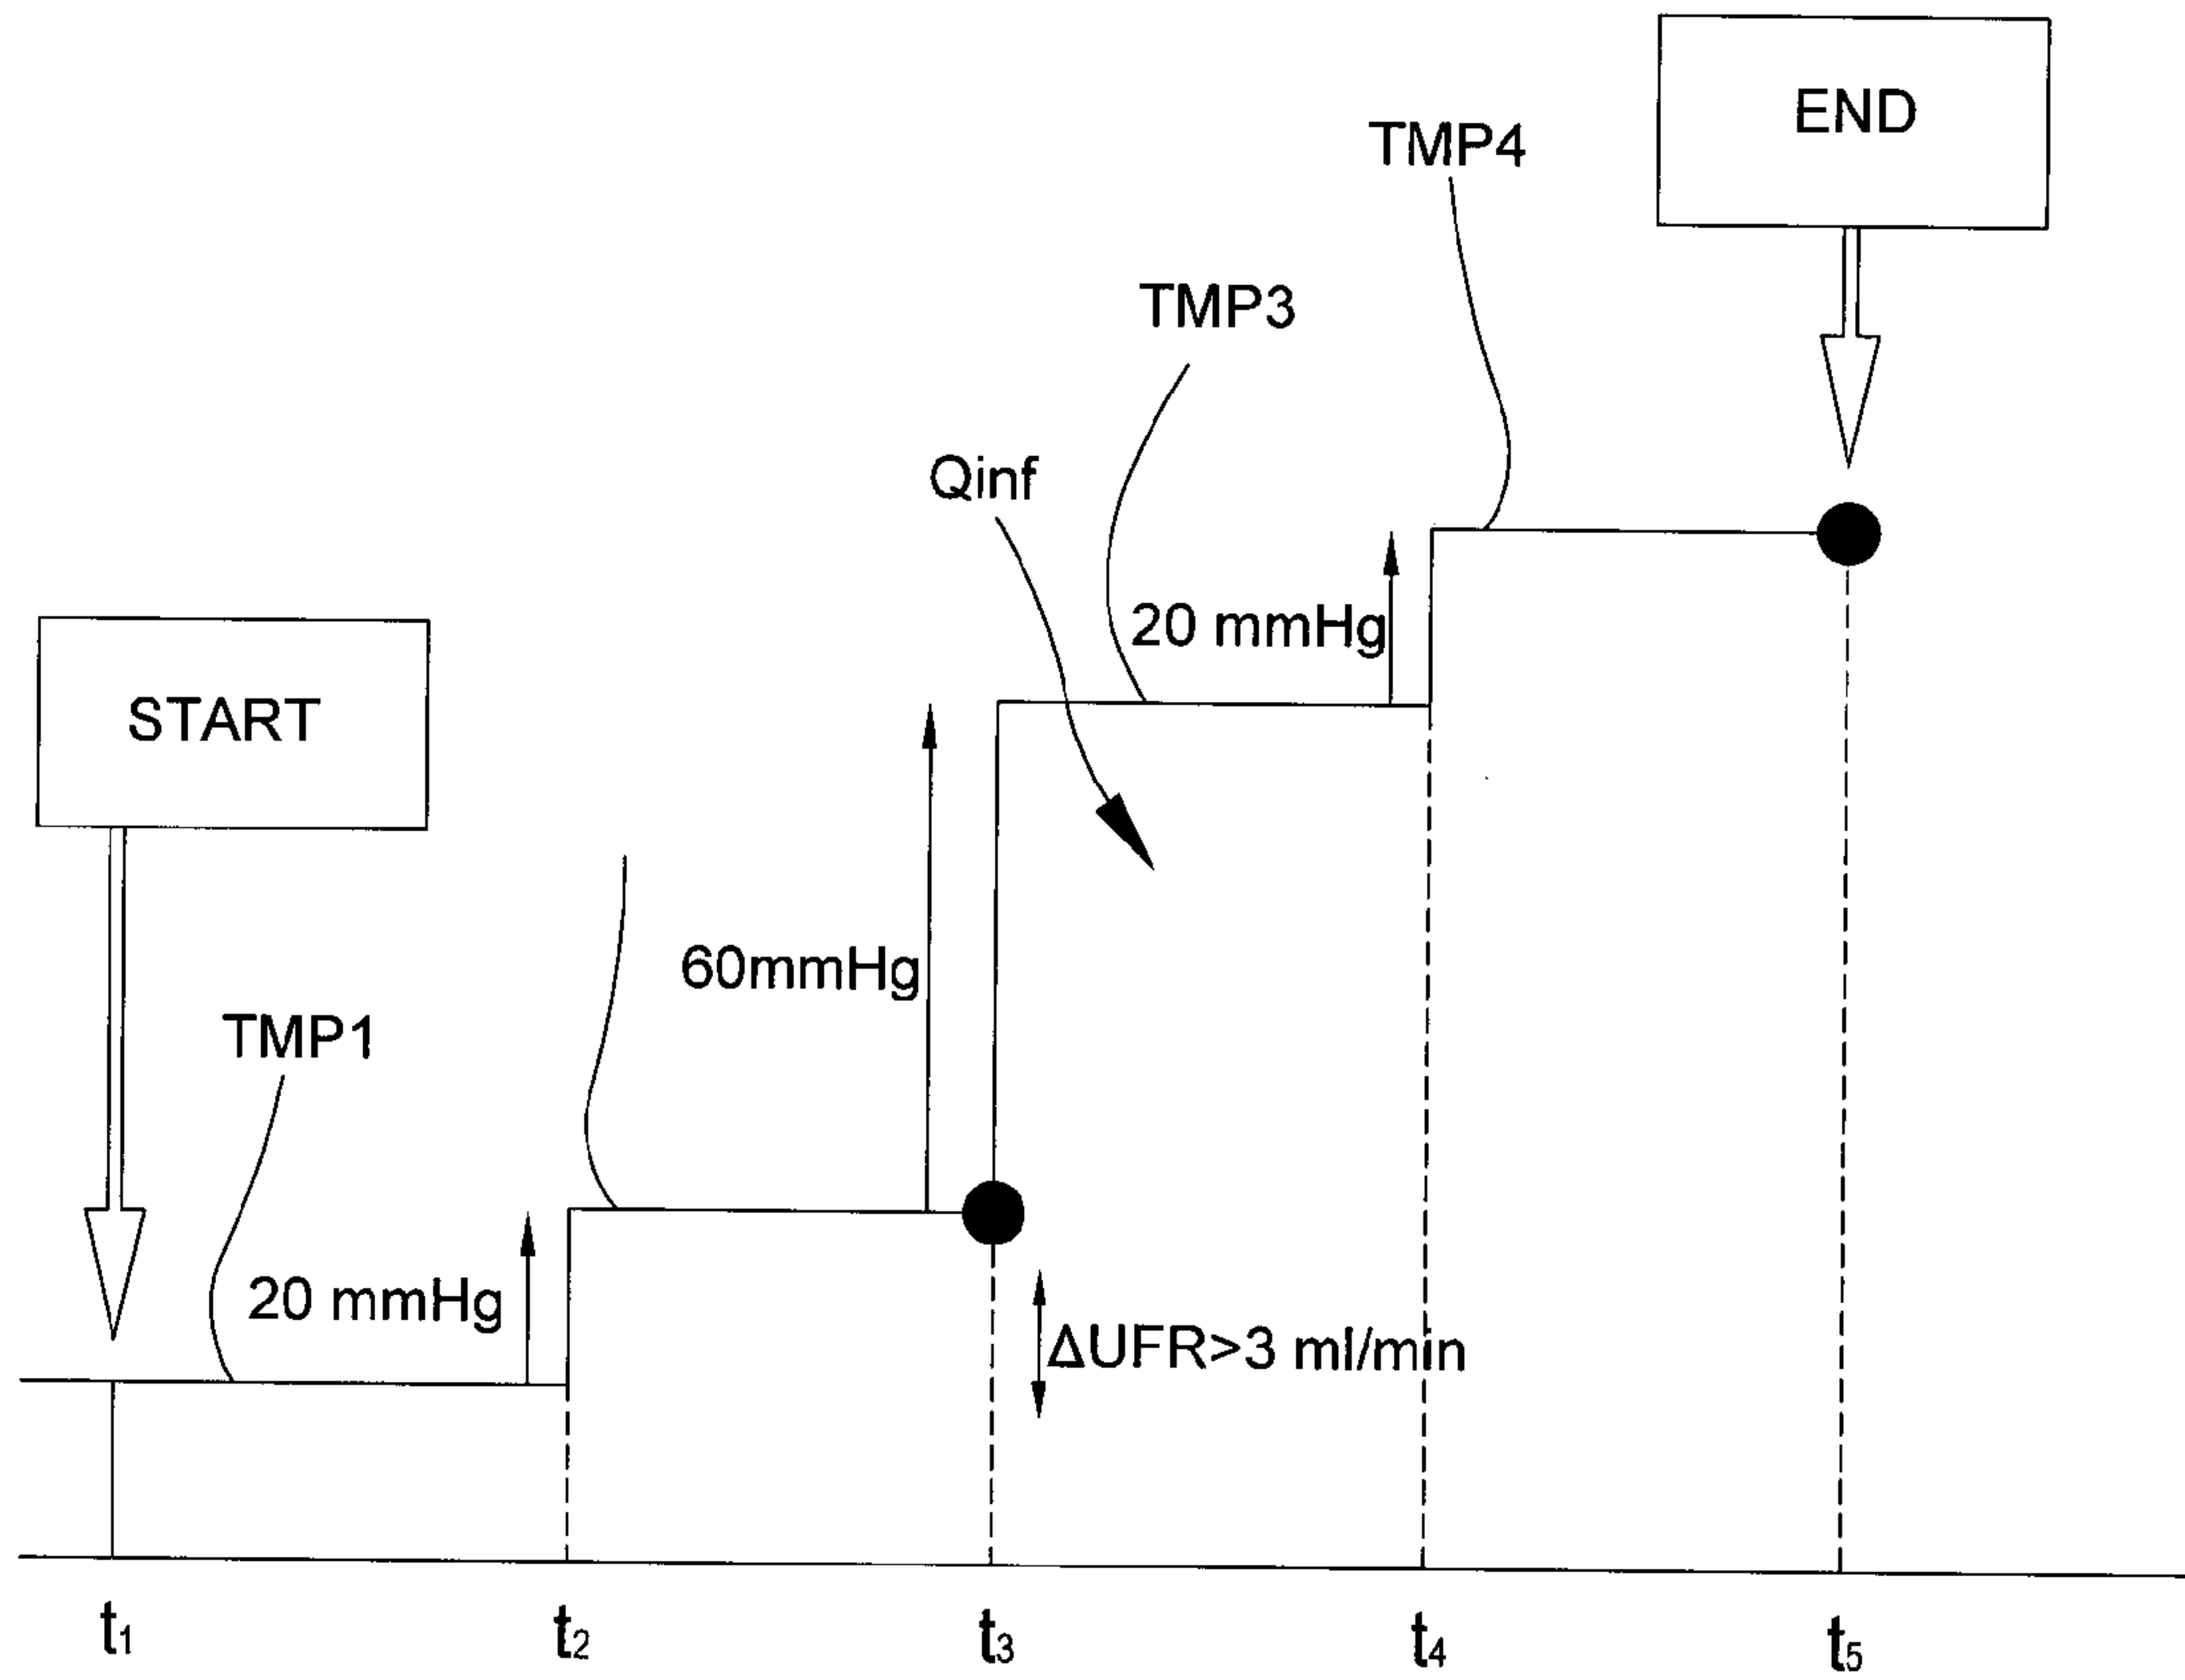 END
TMP4
TMP3
Qinf
20 mmHg
START
60mmHg
TMP1
20 mmHg
ΔUFR>3 ml/min
t1 t2 t3 t4 t5